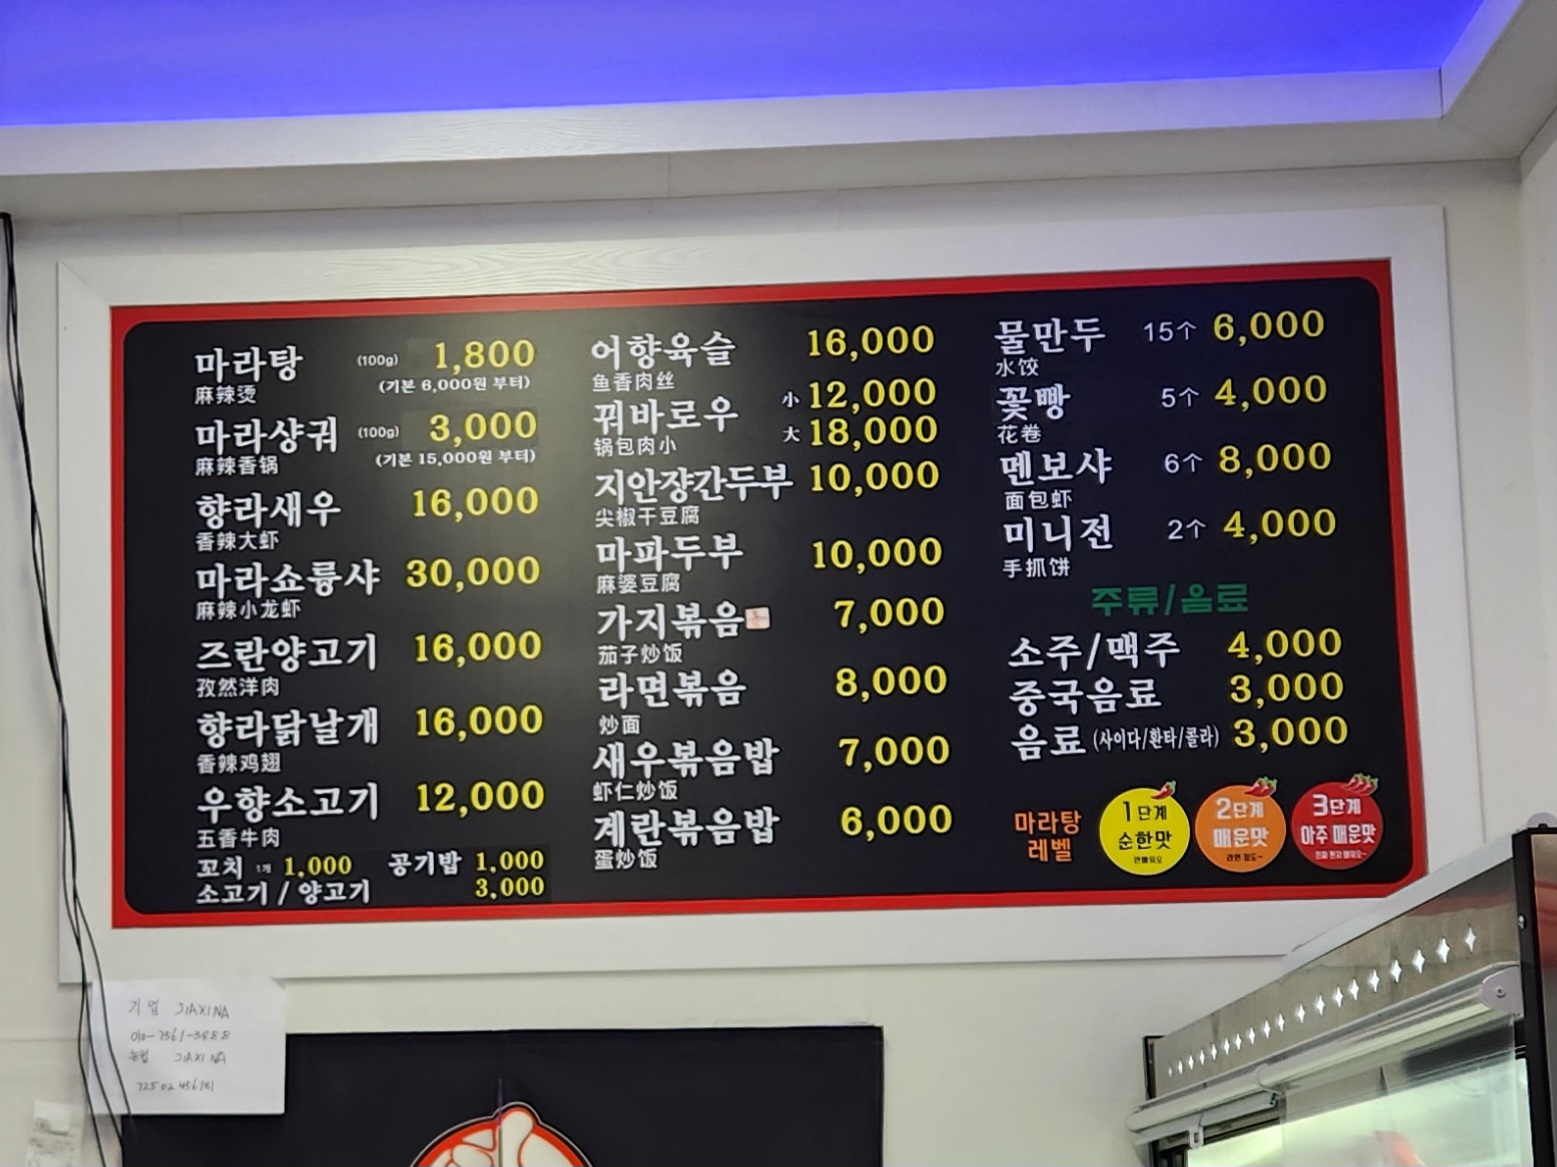 마라탕 (100g) 1,800
麻辣烫 (기본 6,000원 부터)
마라샹궈 (100g) 3,000
麻辣香锅 (기본 15,000원 부터)
향라새우 16,000
香辣大虾
마라쇼륭샤 30,000
麻辣小龙虾
즈란양고기 16,000
孜然洋肉
향라닭날개 16,000
香辣鸡翅
우향소고기 12,000
五香牛肉
꼬치 1개 1,000 공기밥 1,000
소고기 / 양고기 3,000
어향육슬 16,000
鱼香肉丝
꿔바로우 小 12,000
锅包肉小 大 18,000
지안쟝간두부 10,000
尖椒干豆腐
마파두부 10,000
麻婆豆腐
가지볶음 7,000
茄子炒饭
라면볶음 8,000
炒面
새우볶음밥 7,000
虾仁炒饭
계란볶음밥 6,000
蛋炒饭
물만두 15个 6,000
水饺
꽃빵 5个 4,000
花卷
멘보샤 6个 8,000
面包虾
미니전 2个 4,000
手抓饼
주류/음료
소주/맥주 4,000
중국음료 3,000
음료 (사이다/환타/콜라) 3,000
마라탕
레벨
1단계
순한맛
2단계
매운맛
라면 정도~
3단계
아주 매운맛
기업 JIAXINA
JIAXINA